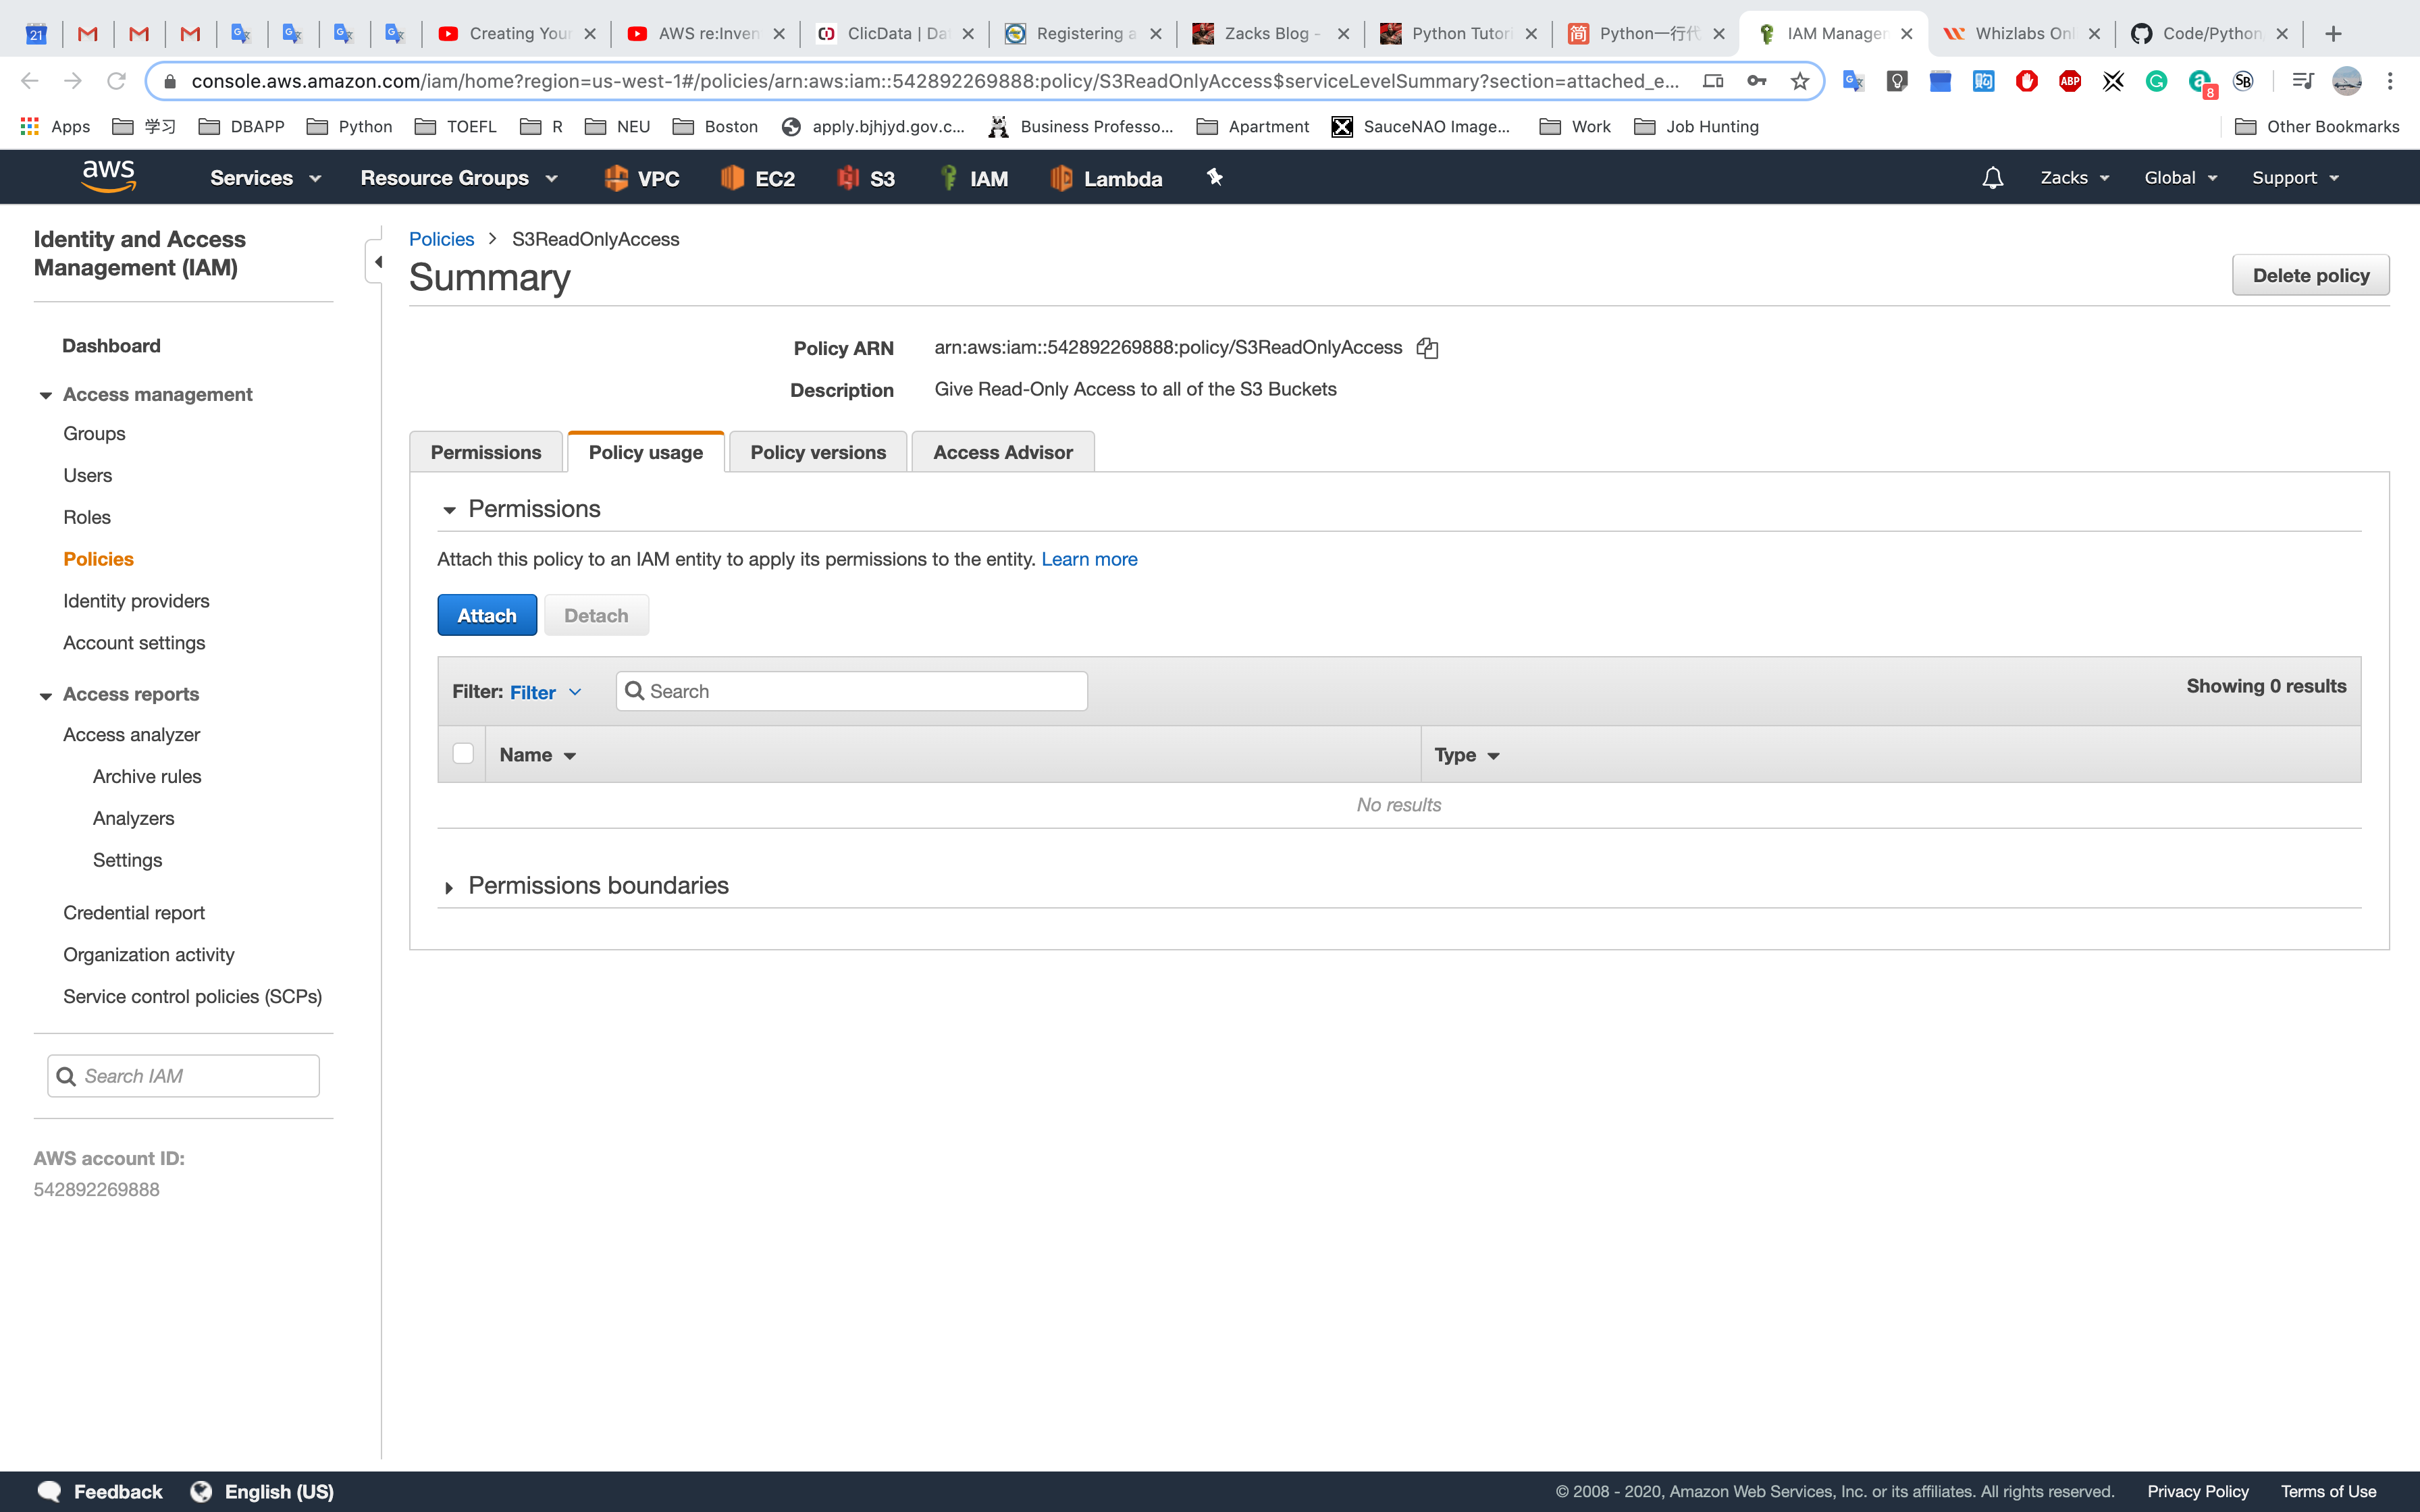 21
Creating Your
AWS re:Inven
ClicData | Da
Registering a
Zacks Blog -
Python Tutori
简
Python一行代
IAM Manager
Whizlabs Onl
Code/Python
console.aws.amazon.com/iam/home?region=us-west-1#/policies/arn:aws:iam::542892269888:policy/S3ReadOnlyAccess$serviceLevelSummary?section=attached_e...
ABP
8
Apps
学习
DBAPP
Python
TOEFL
R
NEU
Boston
apply.bjhjyd.gov.c...
Business Professo...
Apartment
SauceNAO Image...
Work
Job Hunting
Other Bookmarks
aws
Services
Resource Groups
VPC
EC2
S3
IAM
Lambda
Zacks
Global
Support
Identity and Access
Management (IAM)
Dashboard
Access management
Groups
Users
Roles
Policies
Identity providers
Account settings
Access reports
Access analyzer
Archive rules
Analyzers
Settings
Credential report
Organization activity
Service control policies (SCPs)
Search IAM
AWS account ID:
542892269888
Policies > S3ReadOnlyAccess
Summary
Delete policy
Policy ARN arn:aws:iam::542892269888:policy/S3ReadOnlyAccess
Description Give Read-Only Access to all of the S3 Buckets
Permissions
Policy usage
Policy versions
Access Advisor
Permissions
Attach this policy to an IAM entity to apply its permissions to the entity. Learn more
Attach
Detach
Filter: Filter
Search
Showing 0 results
Name
Type
No results
Permissions boundaries
Feedback
English (US)
© 2008 - 2020, Amazon Web Services, Inc. or its affiliates. All rights reserved.
Privacy Policy
Terms of Use